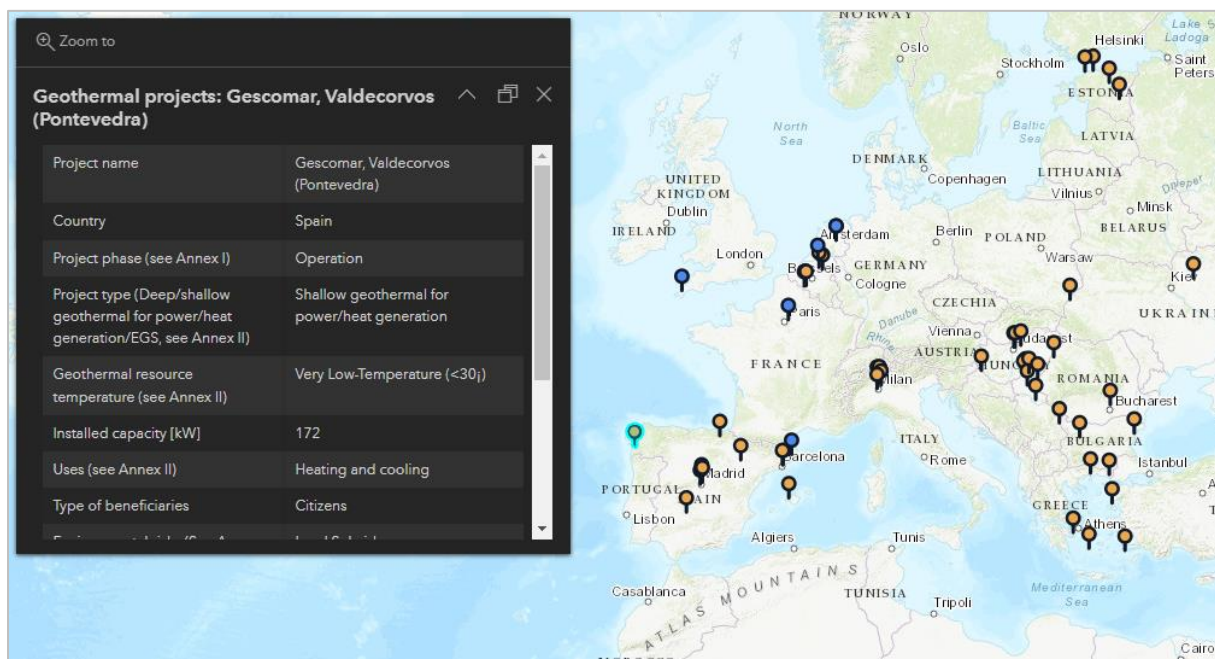 Zoom to
Geothermal projects: Gescomar, Valdecorvos
(Pontevedra)
Project name
Gescomar, Valdecorvos
(Pontevedra)
Country
Spain
Project phase (see Annex I)
Operation
Project type (Deep/shallow
geothermal for power/heat
generation/EGS, see Annex II)
Shallow geothermal for
power/heat generation
Geothermal resource
temperature (see Annex II)
Very Low-Temperature (<30¡)
Installed capacity [kW]
172
Uses (see Annex II)
Heating and cooling
Type of beneficiaries
Citizens
NORWAY
Oslo
Stockholm
Helsinki
Lake
Ladoga
Saint
Peters
ESTONIA
North
Sea
Baltic
Sea
LATVIA
DENMARK
Copenhagen
LITHUANIA
Vilnius
Dnieper
UNITED
KINGDOM
Dublin
IRELAND
Minsk
BELARUS
London
Amsterdam
Berlin
POLAND
Warsaw
GERMANY
Cologne
Kiev
CZECHIA
UKRAIN
Paris
Danube
Rhine
Vienna
AUSTRIA
FRANCE
Milan
ROMANIA
Bucharest
ITALY
Rome
BULGARIA
Istanbul
Barcelona
Madrid
PORTUGAL
Lisbon
GREECE
Athens
Algiers
Tunis
Casablanca
ATLAS MOUNTAINS
TUNISIA
Tripoli
Mediterranean
Sea
Cairo